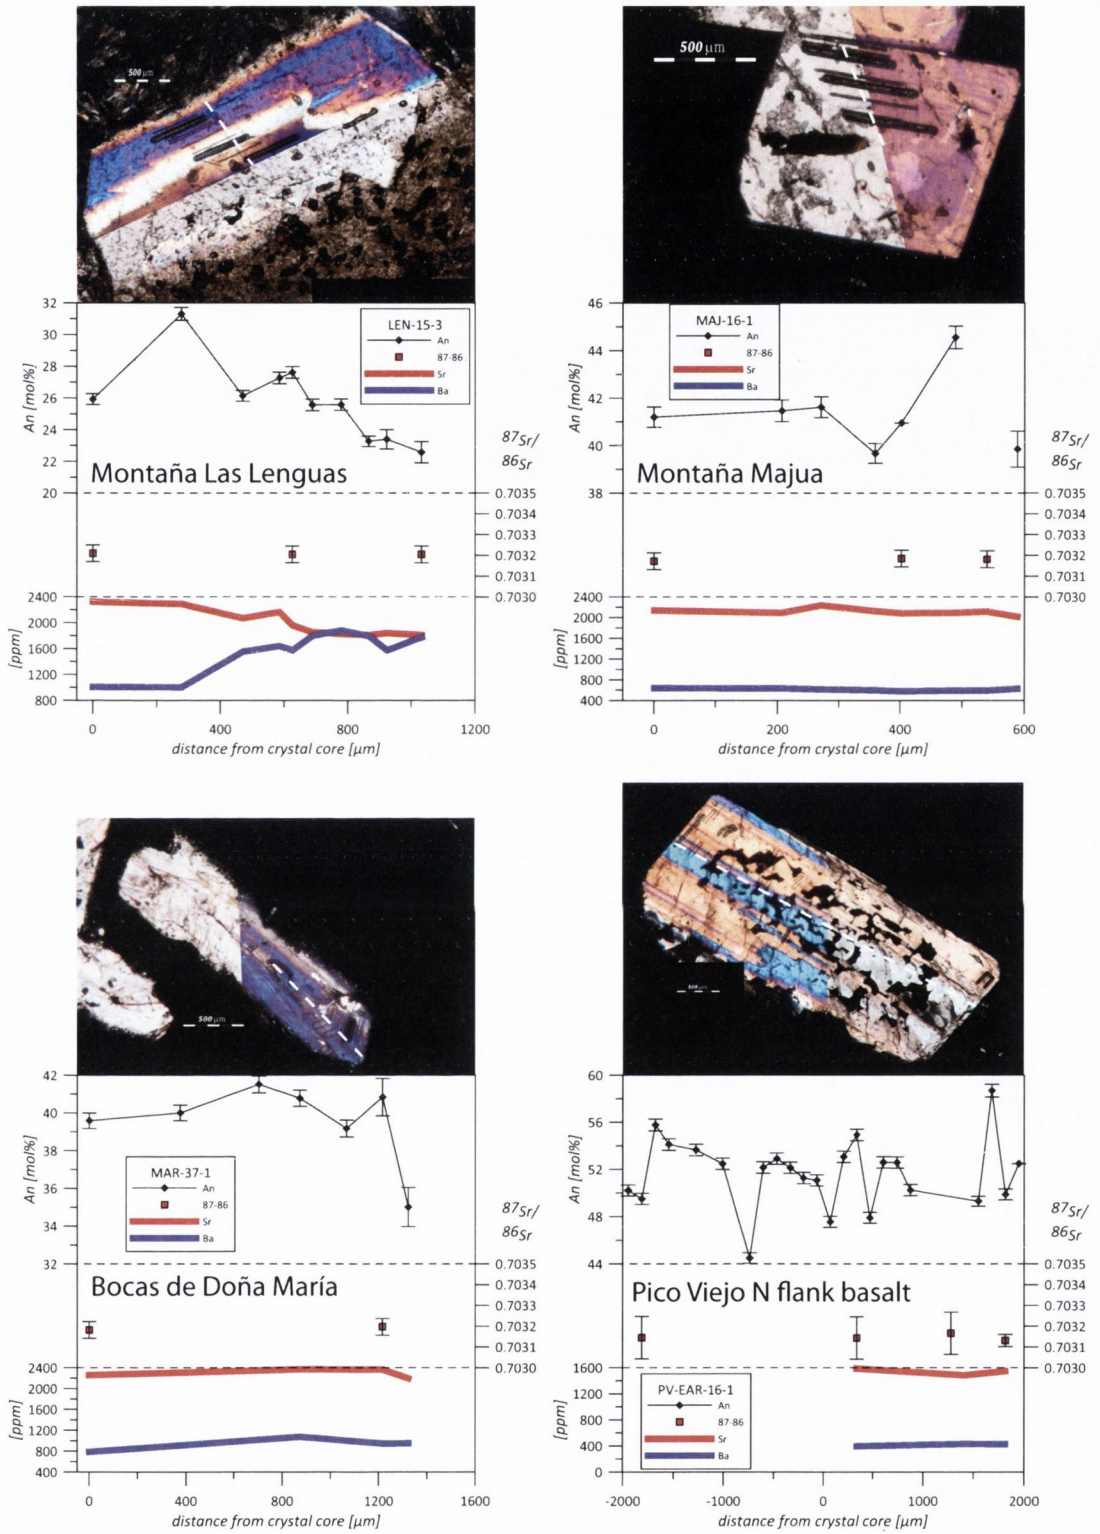 500 µm
32
30
28
26
24
22
20
An [mol%]
LEN-15-3
An
87-86
Sr
Ba
87Sr/
86Sr
Montaña Las Lenguas
0.7035
0.7034
0.7033
0.7032
0.7031
0.7030
2400
2000
1600
1200
800
[ppm]
0 400 800 1200
distance from crystal core [µm]
500 µm
46
44
42
40
38
An [mol%]
MAJ-16-1
An
87-86
Sr
Ba
87Sr/
86Sr
Montaña Majua
0.7035
0.7034
0.7033
0.7032
0.7031
0.7030
2400
2000
1600
1200
800
400
[ppm]
0 200 400 600
distance from crystal core [µm]
500 µm
42
40
38
36
34
32
An [mol%]
MAR-37-1
An
87-86
Sr
Ba
87Sr/
86Sr
Bocas de Doña María
0.7035
0.7034
0.7033
0.7032
0.7031
0.7030
2400
2000
1600
1200
800
400
[ppm]
0 400 800 1200 1600
distance from crystal core [µm]
500 µm
60
56
52
48
44
An [mol%]
87Sr/
86Sr
Pico Viejo N flank basalt
0.7035
0.7034
0.7033
0.7032
0.7031
0.7030
1600
1200
800
400
0
[ppm]
PV-EAR-16-1
An
87-86
Sr
Ba
-2000 -1000 0 1000 2000
distance from crystal core [µm]